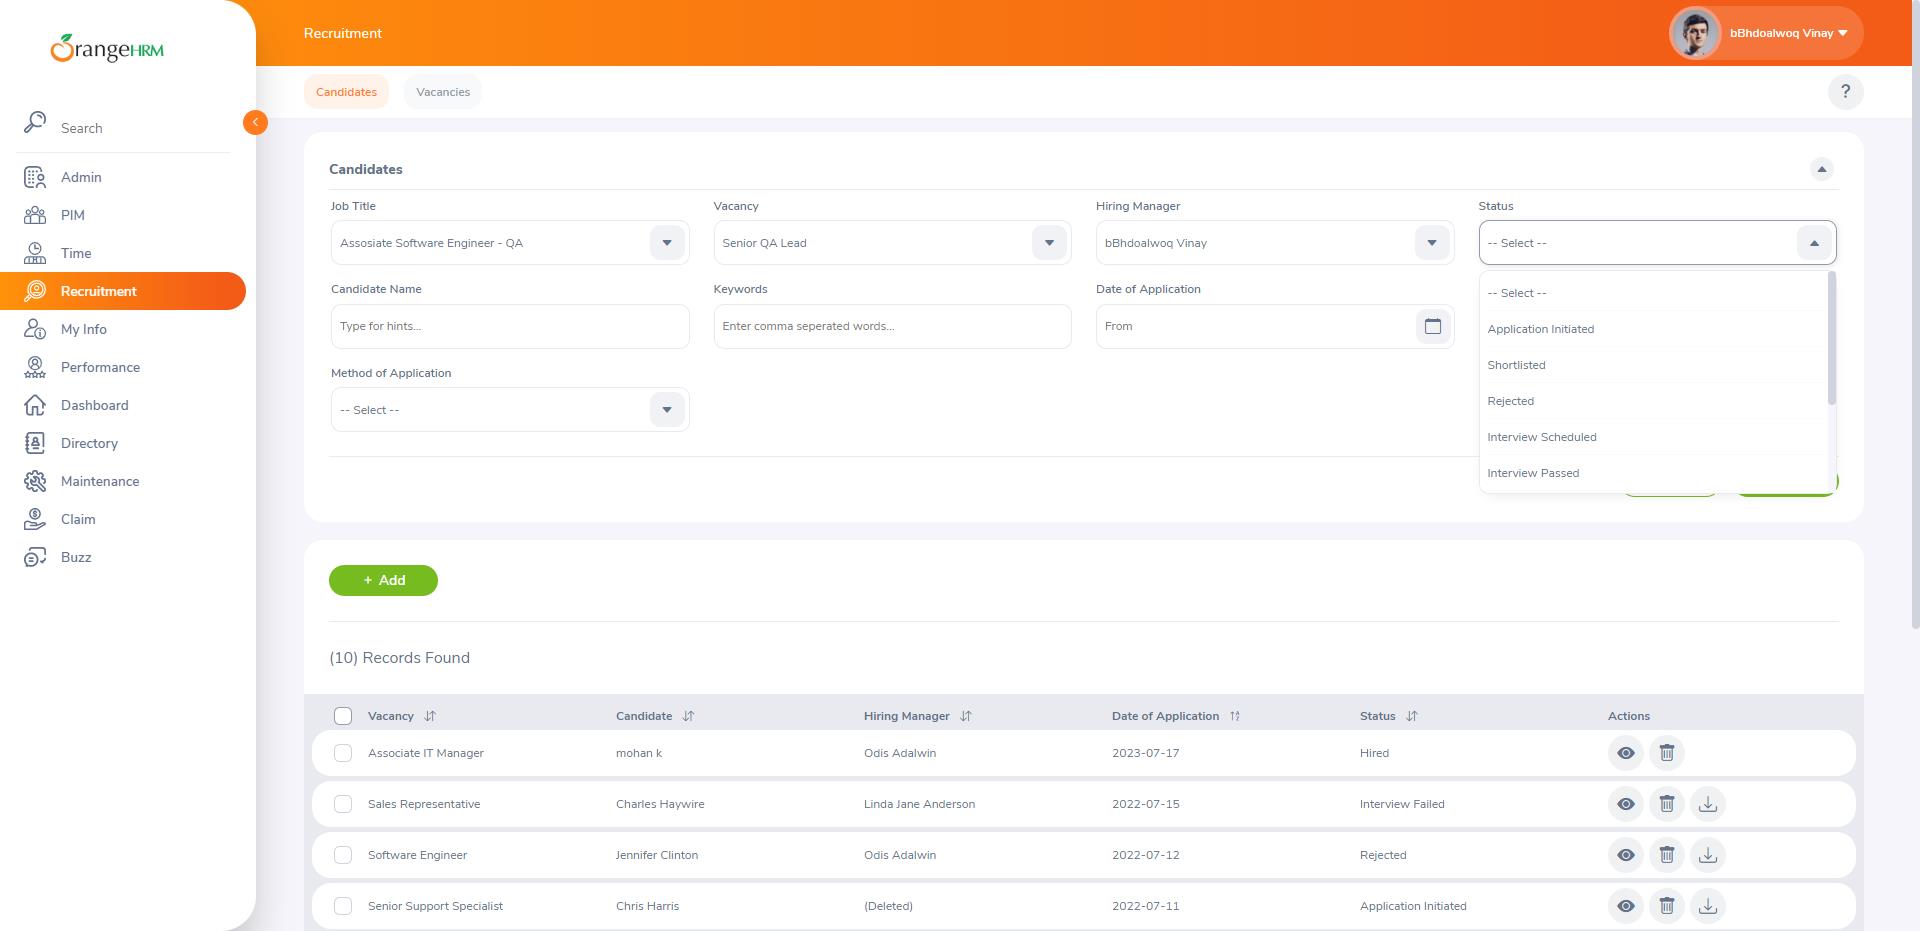 OrangeHRM
Recruitment
bBhdoalwoq Vinay
Candidates
Vacancies
?
Search
Admin
PIM
Time
Recruitment
My Info
Performance
Dashboard
Directory
Maintenance
Claim
Buzz
Candidates
Job Title
Vacancy
Hiring Manager
Status
Assosiate Software Engineer - QA
Senior QA Lead
bBhdoalwoq Vinay
-- Select --
-- Select --
Application Initiated
Shortlisted
Rejected
Interview Scheduled
Interview Passed
Candidate Name
Keywords
Date of Application
Type for hints...
Enter comma seperated words...
From
Method of Application
-- Select --
+ Add
(10) Records Found
Vacancy Candidate Hiring Manager Date of Application Status Actions
Associate IT Manager mohan k Odis Adalwin 2023-07-17 Hired
Sales Representative Charles Haywire Linda Jane Anderson 2022-07-15 Interview Failed
Software Engineer Jennifer Clinton Odis Adalwin 2022-07-12 Rejected
Senior Support Specialist Chris Harris (Deleted) 2022-07-11 Application Initiated